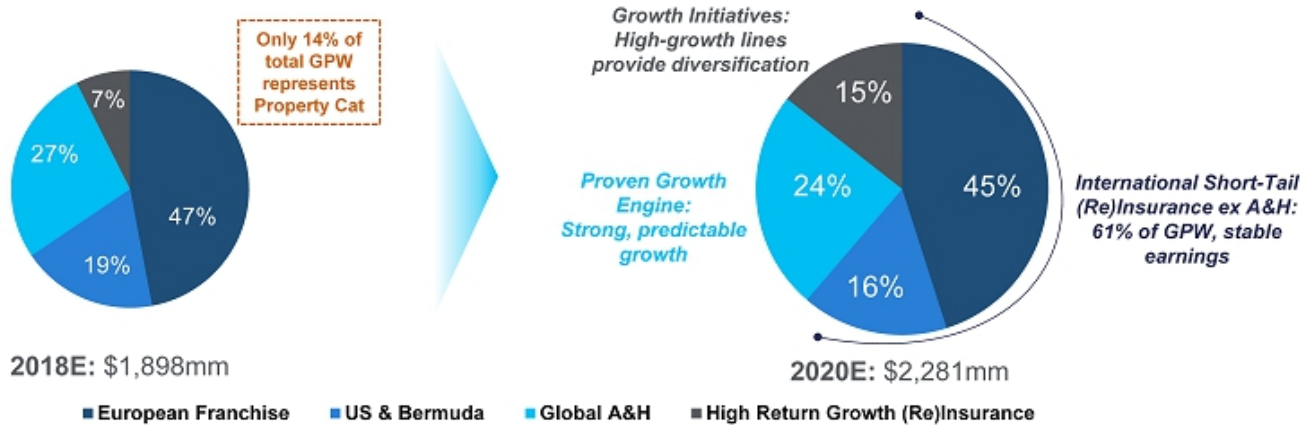 Only 14% of
total GPW
represents
Property Cat
7%
27%
47%
19%
2018E: $1,898mm
Growth Initiatives:
High-growth lines
provide diversification
Proven Growth
Engine:
Strong, predictable
growth
15%
24%
45%
16%
International Short-Tail
(Re)Insurance ex A&H:
61% of GPW, stable
earnings
2020E: $2,281mm
European Franchise
US & Bermuda
Global A&H
High Return Growth (Re)Insurance